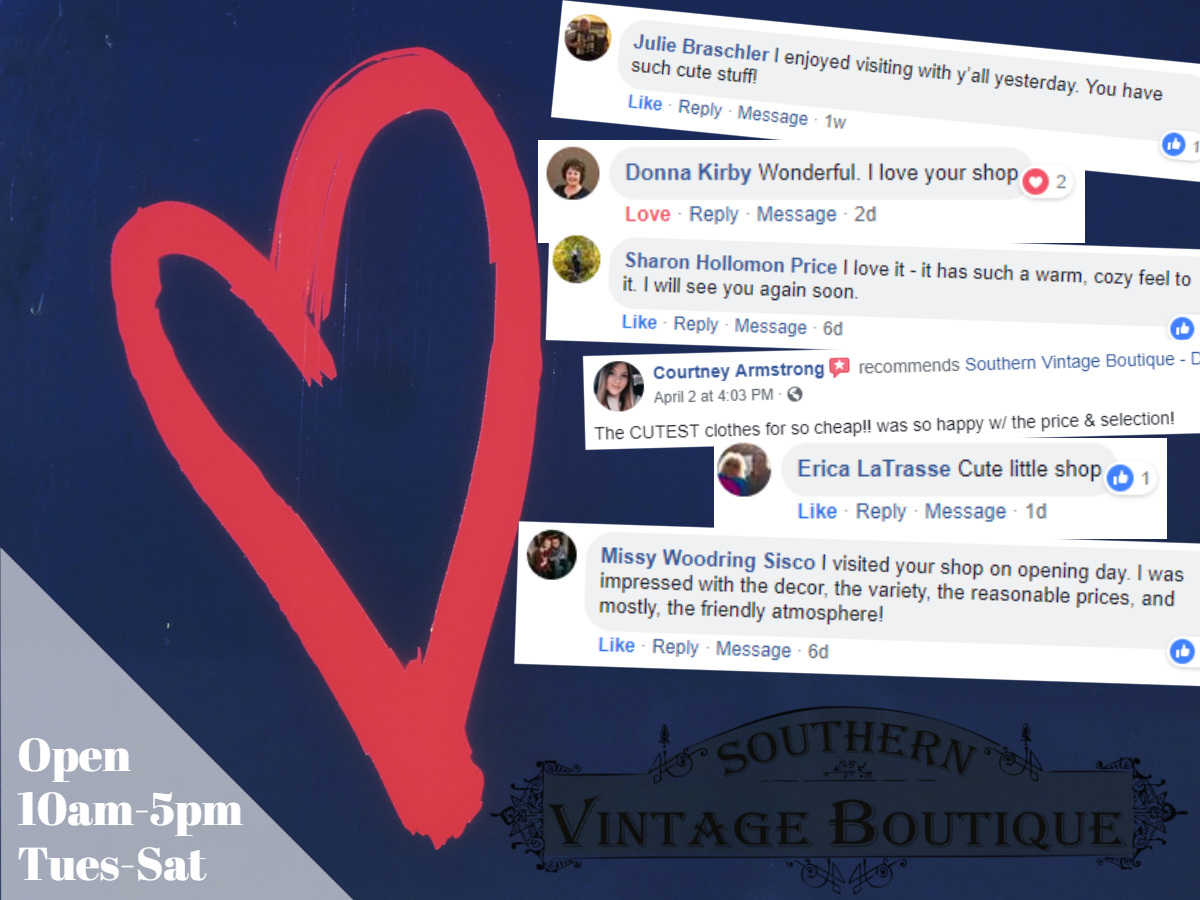 Julie Braschler I enjoyed visiting with y'all yesterday. You have
such cute stuff!
Like · Reply · Message · 1w
1
Donna Kirby Wonderful. I love your shop
2
Love · Reply · Message · 2d
Sharon Hollomon Price I love it - it has such a warm, cozy feel to
it. I will see you again soon.
Like · Reply · Message · 6d
Courtney Armstrong recommends Southern Vintage Boutique - D
April 2 at 4:03 PM ·
The CUTEST clothes for so cheap!! was so happy w/ the price & selection!
Erica LaTrasse Cute little shop
1
Like · Reply · Message · 1d
Missy Woodring Sisco I visited your shop on opening day. I was
impressed with the decor, the variety, the reasonable prices, and
mostly, the friendly atmosphere!
Like · Reply · Message · 6d
Open
10am-5pm
Tues-Sat
SOUTHERN
VINTAGE BOUTIQUE